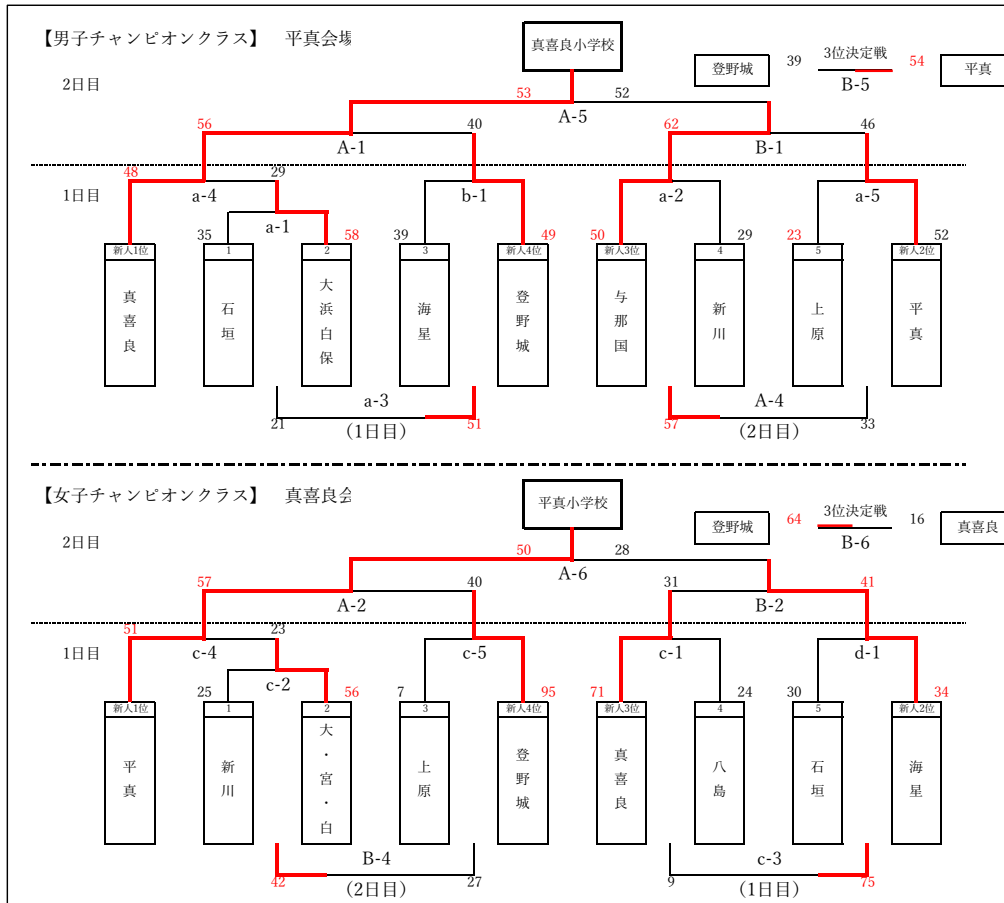 【男子チャンピオンクラス】 平真会場
真喜良小学校
登野城 39 3位決定戦 54 平真
B-5
2日目
53 52
A-5
56 40 62 46
A-1 B-1
48 29
1日目
a-4 b-1 a-2 a-5
a-1
35 58 39 49 50 29 23 52
新人1位 1 2 3 新人4位 新人3位 4 5 新人2位
真喜良 石垣 大浜白保 海星 登野城 与那国 新川 上原 平真
a-3 A-4
21 (1日目) 51 57 (2日目) 33
【女子チャンピオンクラス】 真喜良会
平真小学校
登野城 64 3位決定戦 16 真喜良
B-6
2日目
50 28
A-6
57 40 31 41
A-2 B-2
51 23
1日目
c-4 c-5 c-1 d-1
c-2
25 56 7 95 71 24 30 34
新人1位 1 2 3 新人4位 新人3位 4 5 新人2位
平真 新川 大・宮・白 上原 登野城 真喜良 八島 石垣 海星
B-4 c-3
42 (2日目) 27 9 (1日目) 75